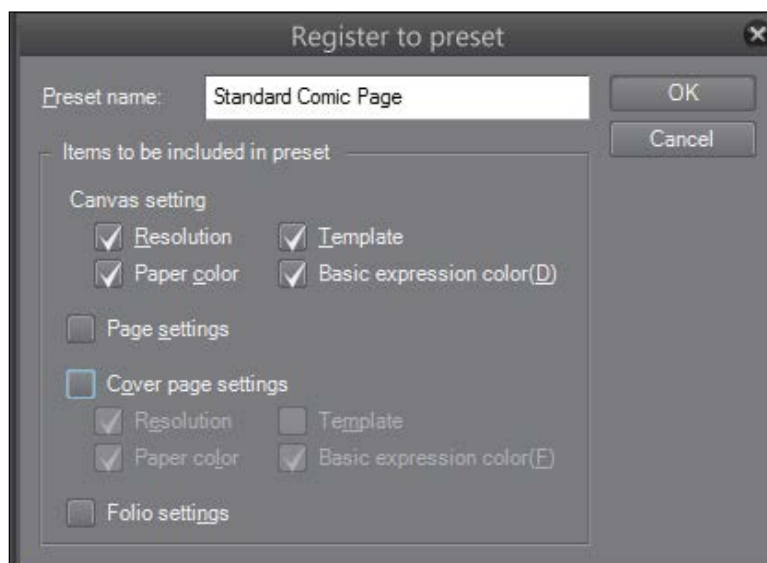 Register to preset
Preset name: Standard Comic Page OK
Cancel
Items to be included in preset
Canvas setting
Resolution Template
Paper color Basic expression color(D)
Page settings
Cover page settings
Resolution Template
Paper color Basic expression color(F)
Folio settings